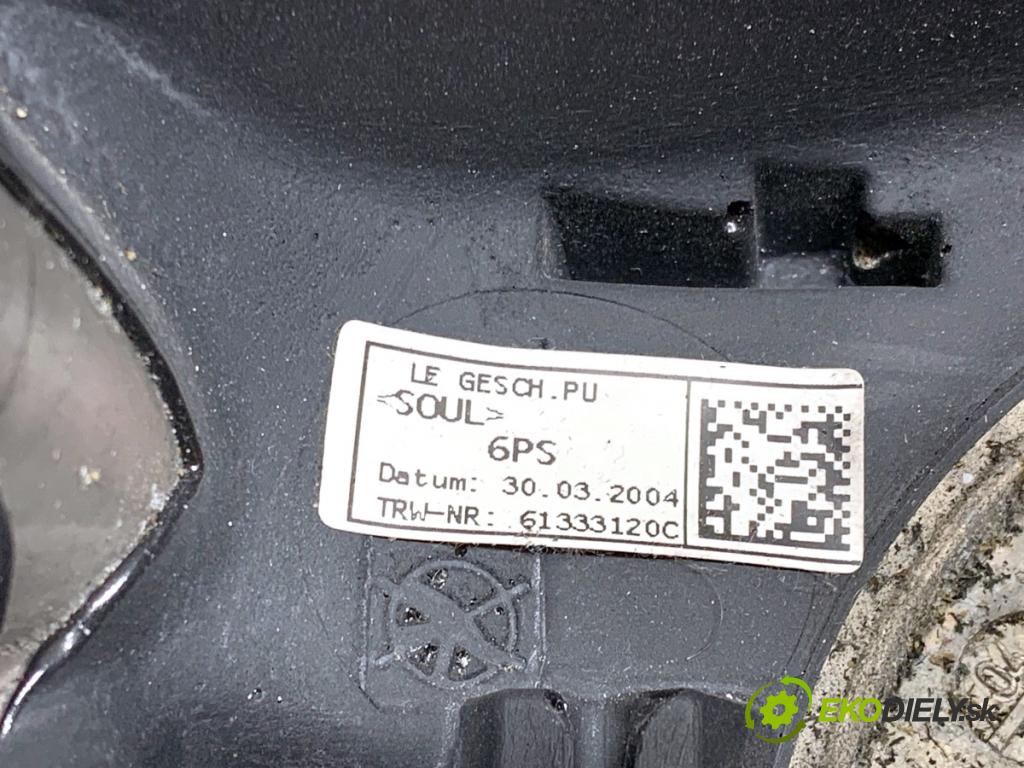 LE GESCH.PU
<SOUL>
6PS
Datum: 30.03.2004
TRW-NR: 61333120C
EKODIELY.sk